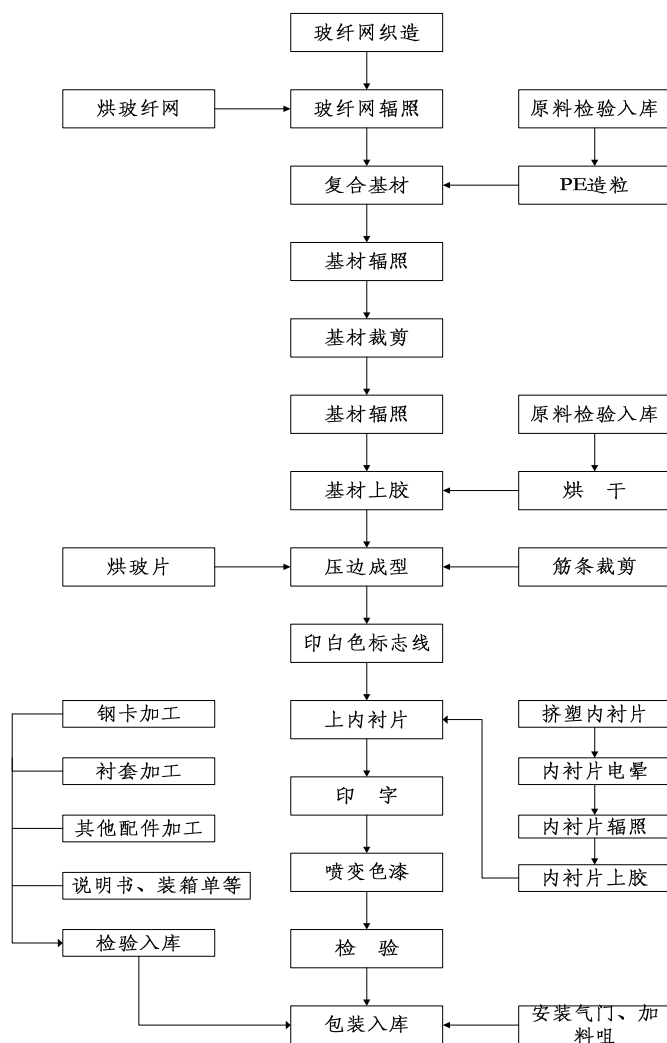 玻纤网织造
烘玻纤网
玻纤网辐照
原料检验入库
复合基材
PE造粒
基材辐照
基材裁剪
基材辐照
原料检验入库
基材上胶
烘 干
烘玻片
压边成型
筋条裁剪
印白色标志线
钢卡加工
上内衬片
挤塑内衬片
衬套加工
内衬片电晕
印 字
其他配件加工
内衬片辐照
喷变色漆
说明书、装箱单等
内衬片上胶
检验入库
检 验
包装入库
安装气门、加
料咀